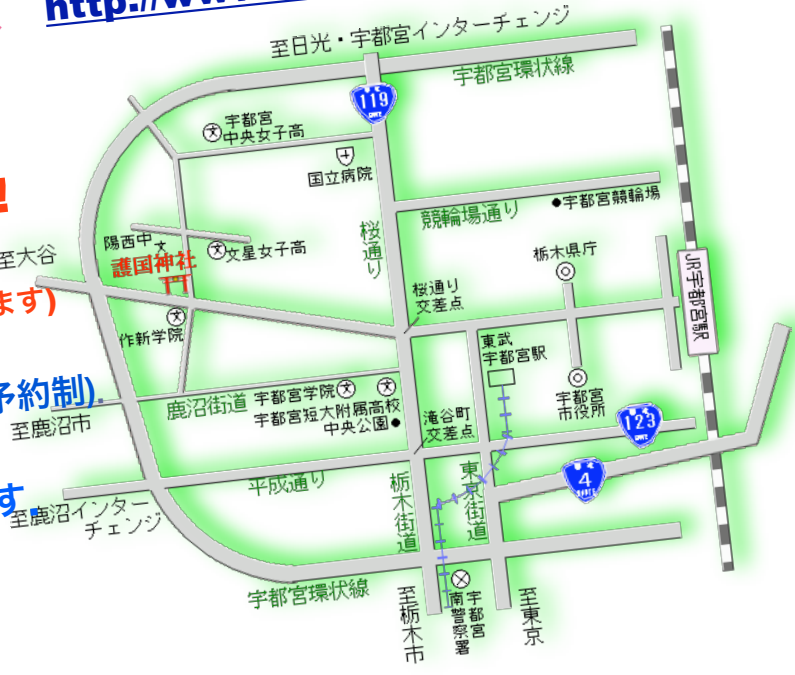 http://www.
至日光・宇都宮インターチェンジ
宇都宮環状線
119
宇都宮
中央女子高
国立病院
桜通り
競輪場通り
宇都宮競輪場
陽西中
文星女子高
至大谷
護国神社
ます)
栃木県庁
JR宇都宮駅
桜通り
交差点
作新学院
東武
宇都宮駅
予約制).
鹿沼街道
宇都宮学院
宇都宮短大附属高校
中央公園
宇都宮
市役所
至鹿沼市
滝谷町
交差点
123
平成通り
4
す.
至鹿沼インター
チェンジ
栃木街道
東京街道
宇都宮環状線
至栃木市
宇都宮
南警察署
至東京